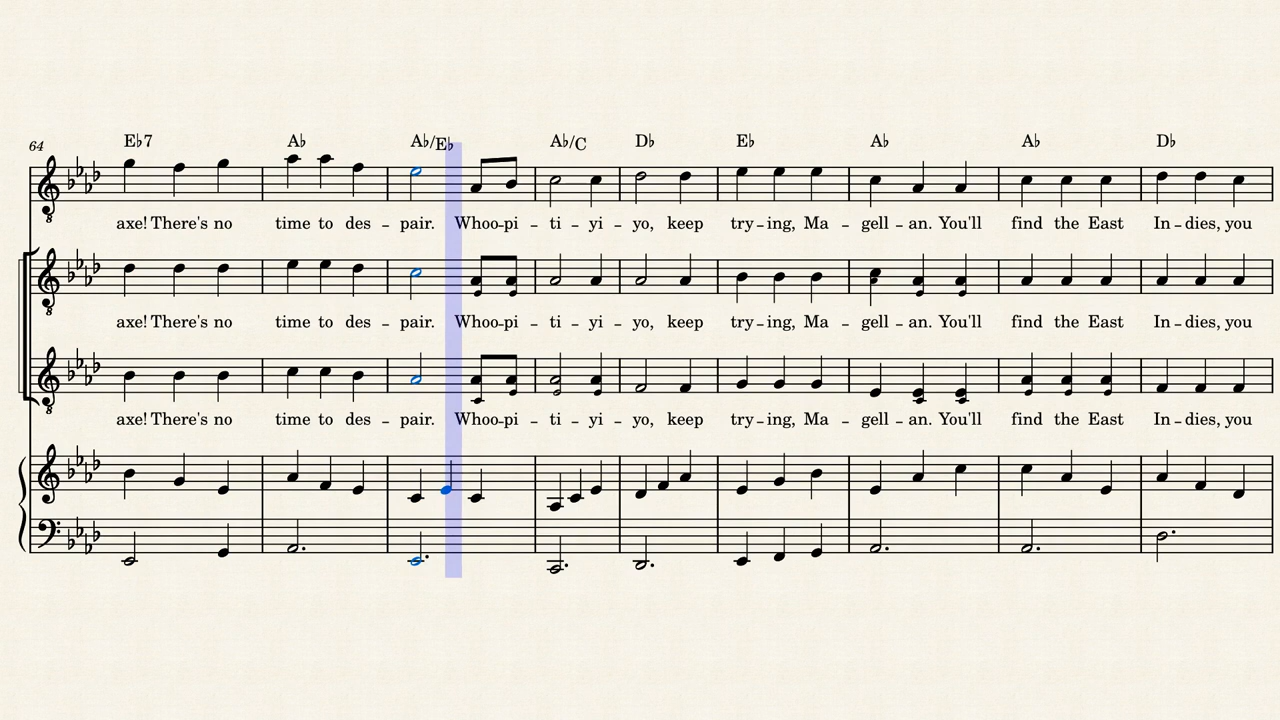 64 E♭7 A♭ A♭/E♭ A♭/C D♭ E♭ A♭ A♭ D♭
axe! There's no time to des - pair. Whoo-pi - ti - yi - yo, keep try-ing, Ma - gell - an. You'll find the East In-dies, you
axe! There's no time to des - pair. Whoo-pi - ti - yi - yo, keep try-ing, Ma - gell - an. You'll find the East In-dies, you
axe! There's no time to des - pair. Whoo-pi - ti - yi - yo, keep try-ing, Ma - gell - an. You'll find the East In-dies, you